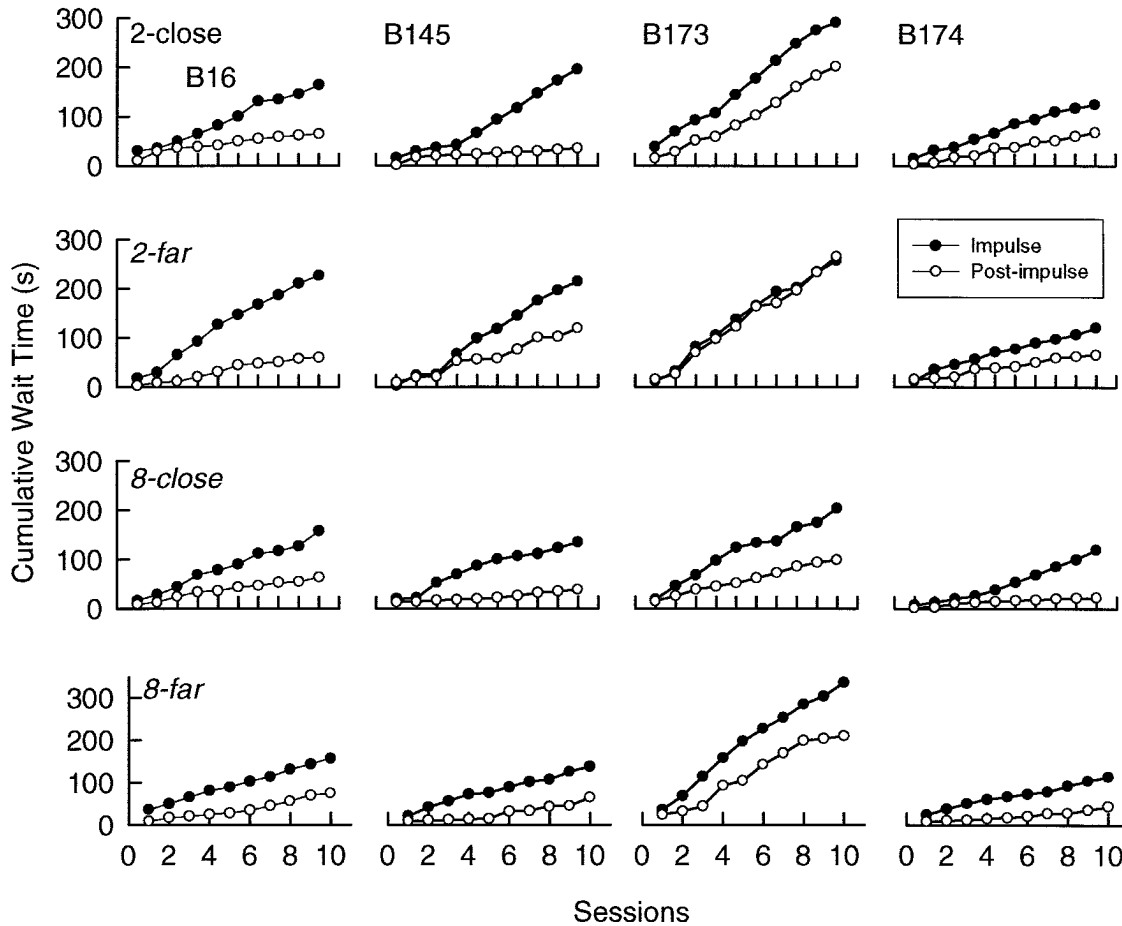 2-close
B16
B145
B173
B174
300
200
100
0
2-far
300
200
100
0
Impulse
Post-impulse
8-close
300
200
100
0
8-far
300
200
100
0
0 2 4 6 8 10
0 2 4 6 8 10
0 2 4 6 8 10
0 2 4 6 8 10
Cumulative Wait Time (s)
Sessions